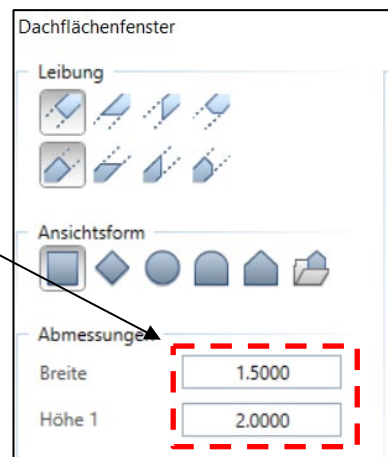 Dachflächenfenster
Leibung
Ansichtsform
Abmessungen
Breite 1.5000
Höhe 1 2.0000